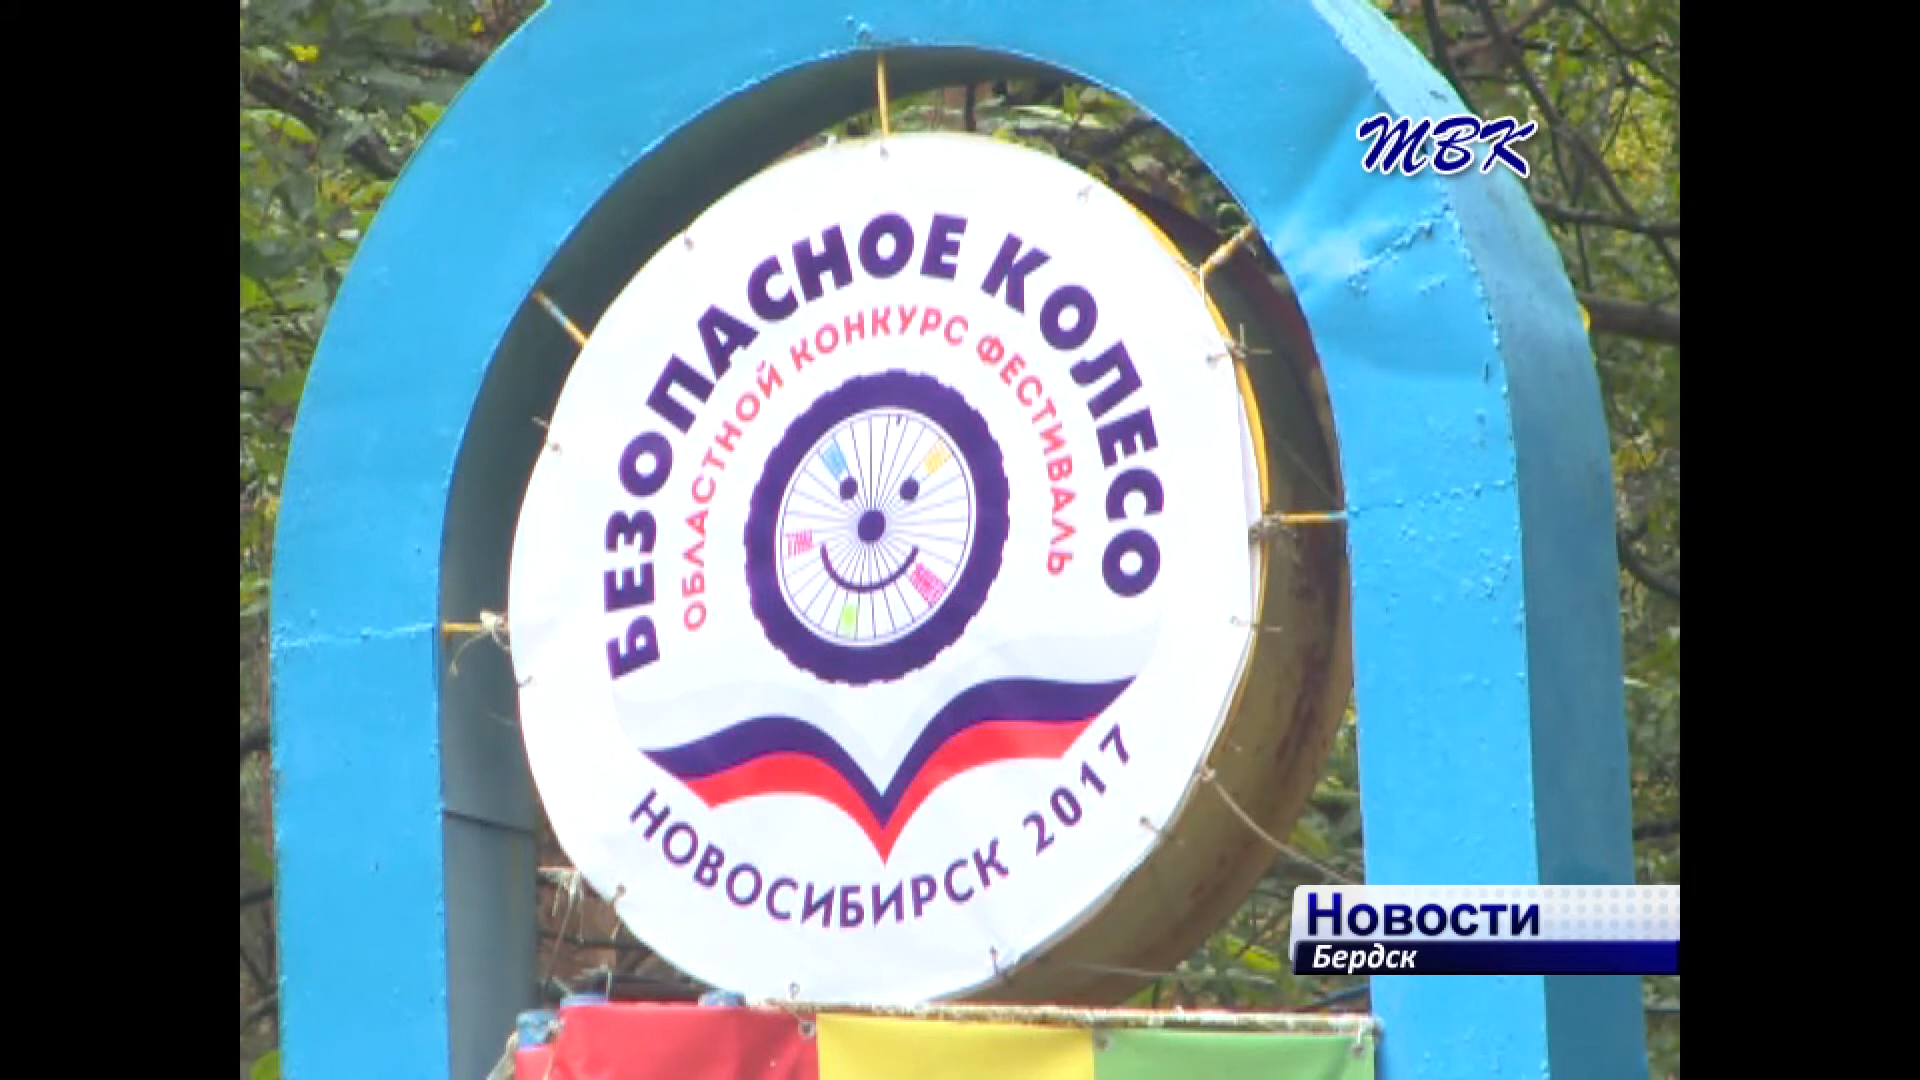 ТВК
БЕЗОПАСНОЕ КОЛЕСО
ОБЛАСТНОЙ КОНКУРС ФЕСТИВАЛЬ
НОВОСИБИРСК 2017
Новости
Бердск